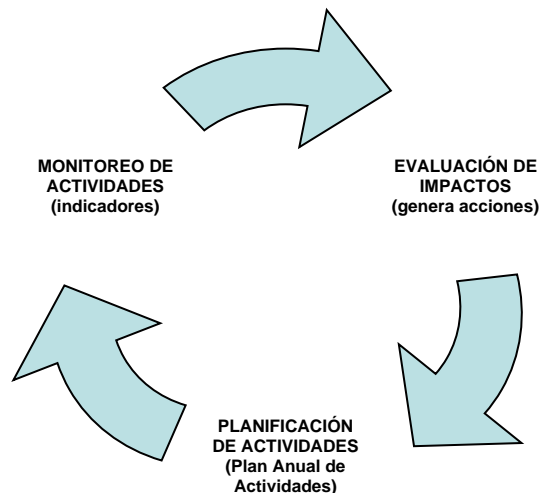 MONITOREO DE
ACTIVIDADES
(indicadores)
EVALUACIÓN DE
IMPACTOS
(genera acciones)
PLANIFICACIÓN
DE ACTIVIDADES
(Plan Anual de
Actividades)